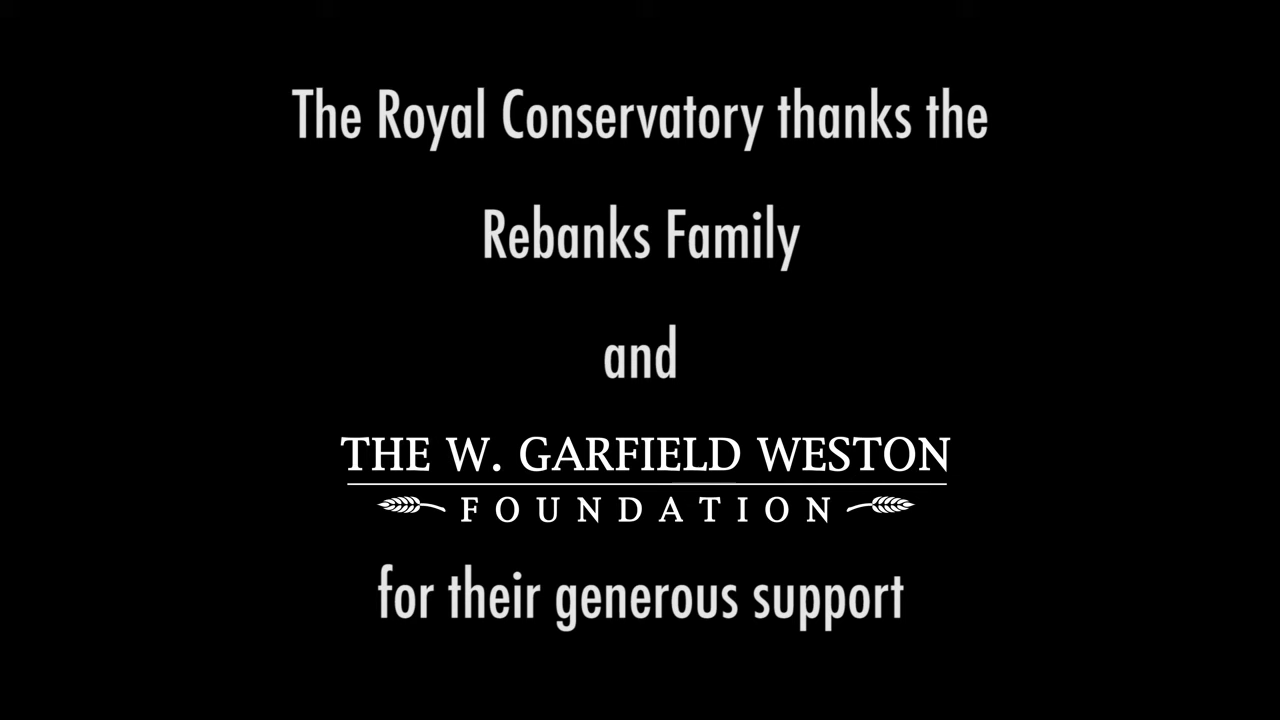 The Royal Conservatory thanks the
Rebanks Family
and
THE W. GARFIELD WESTON
FOUNDATION
for their generous support